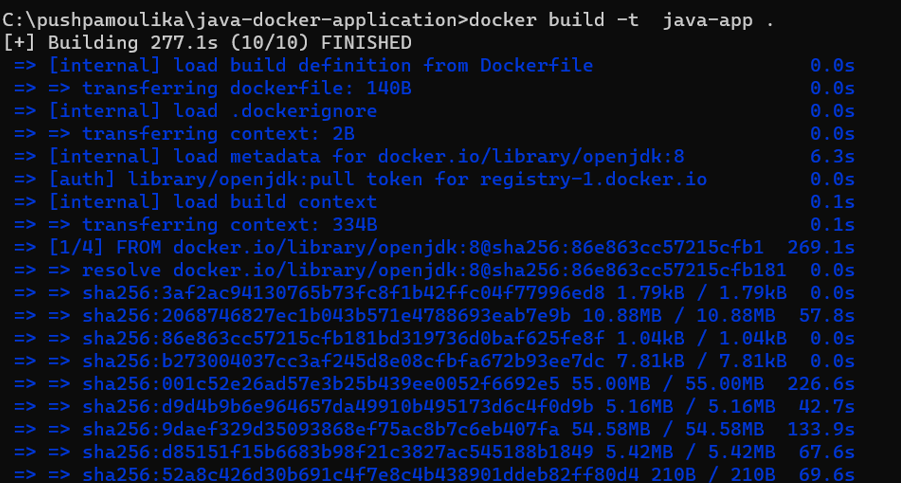 C:\pushpamoulika\java-docker-application>docker build -t  java-app .
[+] Building 277.1s (10/10) FINISHED
=> [internal] load build definition from Dockerfile 0.0s
=> => transferring dockerfile: 140B 0.0s
=> [internal] load .dockerignore 0.0s
=> => transferring context: 2B 0.0s
=> [internal] load metadata for docker.io/library/openjdk:8 6.3s
=> [auth] library/openjdk:pull token for registry-1.docker.io 0.0s
=> [internal] load build context 0.1s
=> => transferring context: 334B 0.1s
=> [1/4] FROM docker.io/library/openjdk:8@sha256:86e863cc57215cfb1 269.1s
=> => resolve docker.io/library/openjdk:8@sha256:86e863cc57215cfb181 0.0s
=> => sha256:3af2ac94130765b73fc8f1b42ffc04f77996ed8 1.79kB / 1.79kB 0.0s
=> => sha256:2068746827ec1b043b571e4788693eab7e9b 10.88MB / 10.88MB 57.8s
=> => sha256:86e863cc57215cfb181bd319736d0baf625fe8f 1.04kB / 1.04kB 0.0s
=> => sha256:b273004037cc3af245d8e08cfbfa672b93ee7dc 7.81kB / 7.81kB 0.0s
=> => sha256:001c52e26ad57e3b25b439ee0052f6692e5 55.00MB / 55.00MB 226.6s
=> => sha256:d9d4b9b6e964657da49910b495173d6c4f0d9b 5.16MB / 5.16MB 42.7s
=> => sha256:9daef329d35093868ef75ac8b7c6eb407fa 54.58MB / 54.58MB 133.9s
=> => sha256:d85151f15b6683b98f21c3827ac545188b1849 5.42MB / 5.42MB 67.6s
=> => sha256:52a8c426d30b691c4f7e8c4b438901ddeb82ff80d4 210B / 210B 69.6s